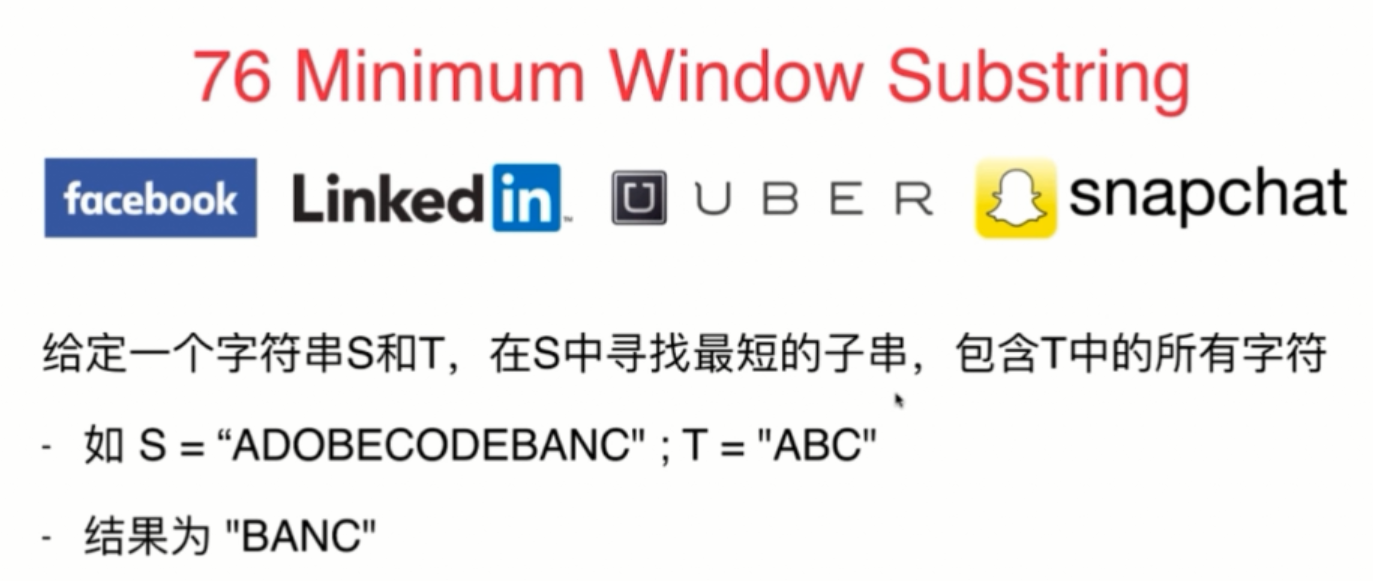 76 Minimum Window Substring
facebook LinkedIn UBER snapchat
给定一个字符串S和T，在S中寻找最短的子串，包含T中的所有字符
- 如 S = “ADOBECODEBANC" ; T = "ABC"
- 结果为 "BANC"